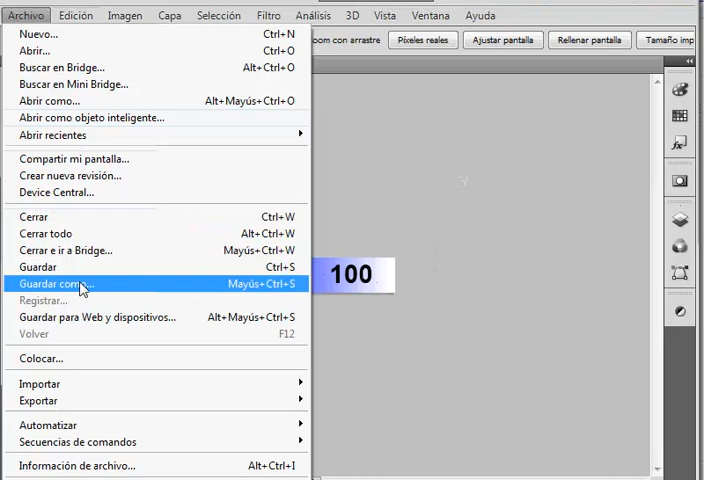 Archivo Edición Imagen Capa Selección Filtro Análisis 3D Vista Ventana Ayuda
oom con arrastre Píxeles reales Ajustar pantalla Rellenar pantalla Tamaño imp
Nuevo... Ctrl+N
Abrir... Ctrl+O
Buscar en Bridge... Alt+Ctrl+O
Buscar en Mini Bridge...
Abrir como... Alt+Mayús+Ctrl+O
Abrir como objeto inteligente...
Abrir recientes
Compartir mi pantalla...
Crear nueva revisión...
Device Central...
Cerrar Ctrl+W
Cerrar todo Alt+Ctrl+W
Cerrar e ir a Bridge... Mayús+Ctrl+W
Guardar Ctrl+S
Guardar como... Mayús+Ctrl+S
Registrar...
Guardar para Web y dispositivos... Alt+Mayús+Ctrl+S
Volver F12
Colocar...
Importar
Exportar
Automatizar
Secuencias de comandos
Información de archivo... Alt+Ctrl+I
100